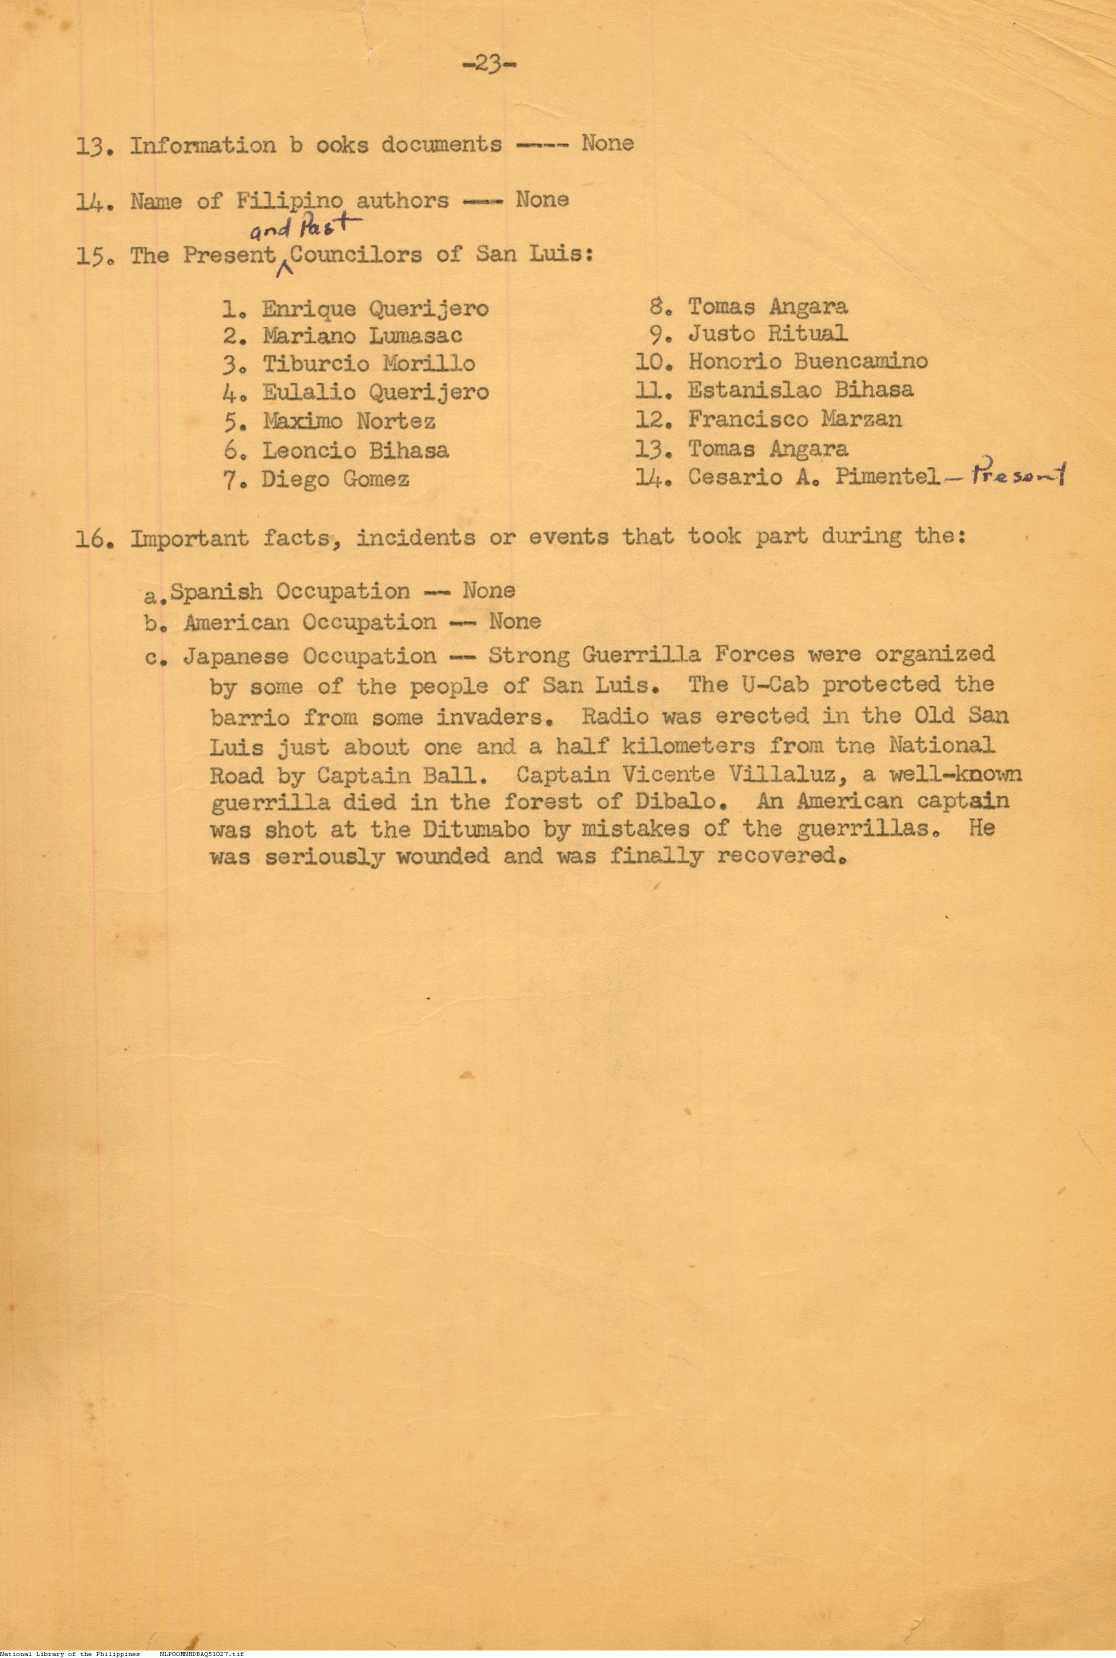 -23-
13. Information b ooks documents ---- None
14. Name of Filipino authors --- None
and Past
15. The Present ^ Councilors of San Luis:
1. Enrique Querijero
2. Mariano Lumasac
3. Tiburcio Morillo
4. Eulalio Querijero
5. Maximo Nortez
6. Leoncio Bihasa
7. Diego Gomez
8. Tomas Angara
9. Justo Ritual
10. Honorio Buencamino
11. Estanislao Bihasa
12. Francisco Marzan
13. Tomas Angara
14. Cesario A. Pimentel - Present
16. Important facts, incidents or events that took part during the:
a. Spanish Occupation -- None
b. American Occupation -- None
c. Japanese Occupation -- Strong Guerrilla Forces were organized
by some of the people of San Luis. The U-Cab protected the
barrio from some invaders. Radio was erected in the Old San
Luis just about one and a half kilometers from tne National
Road by Captain Ball. Captain Vicente Villaluz, a well-known
guerrilla died in the forest of Dibalo. An American captain
was shot at the Ditumabo by mistakes of the guerrillas. He
was seriously wounded and was finally recovered.
National Library of the Philippines NLPOOMNHDBAQ51027.tif